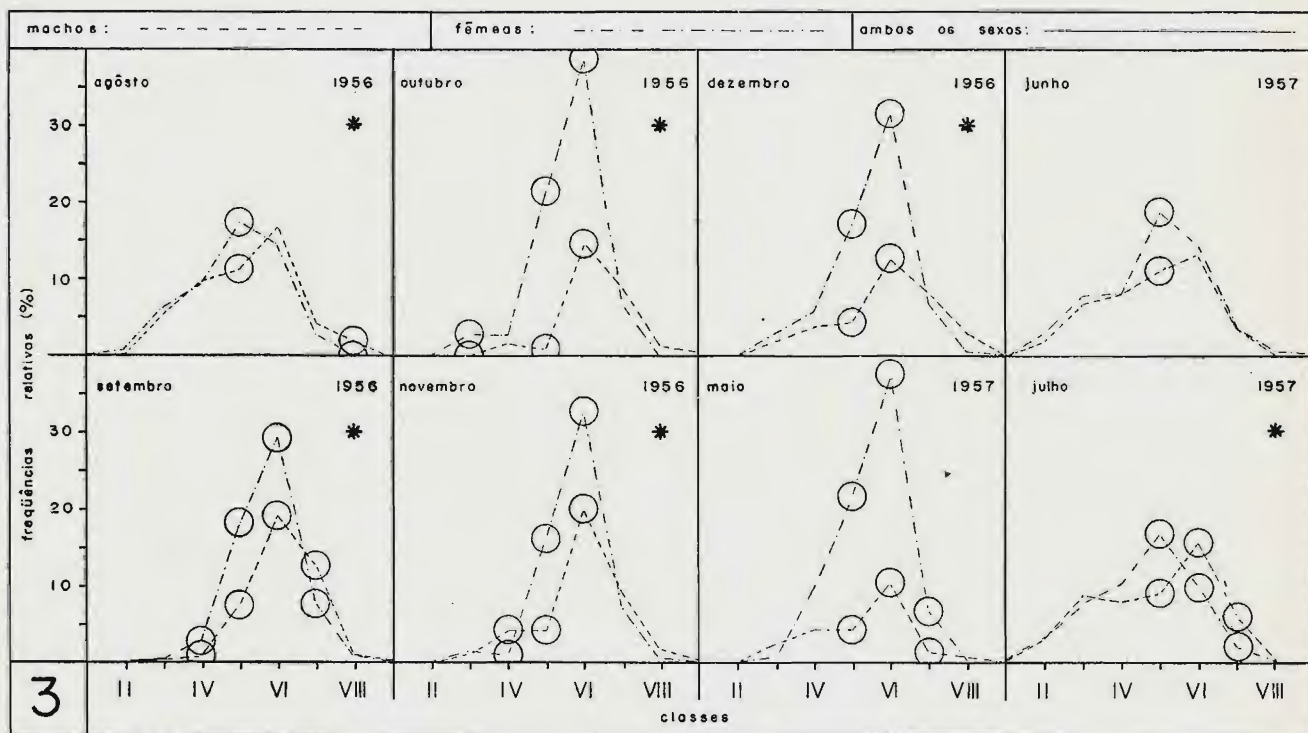 machos: fêmeas: ambos os sexos:
agôsto 1956 outubro 1956 dezembro 1956 junho 1957
* * *
30
20
10
setembro 1956 novembro 1956 maio 1957 julho 1957
* * *
30
20
10
freqüências relativas (%)
3 II IV VI VIII II IV VI VIII II IV VI VIII II IV VI VIII
classes